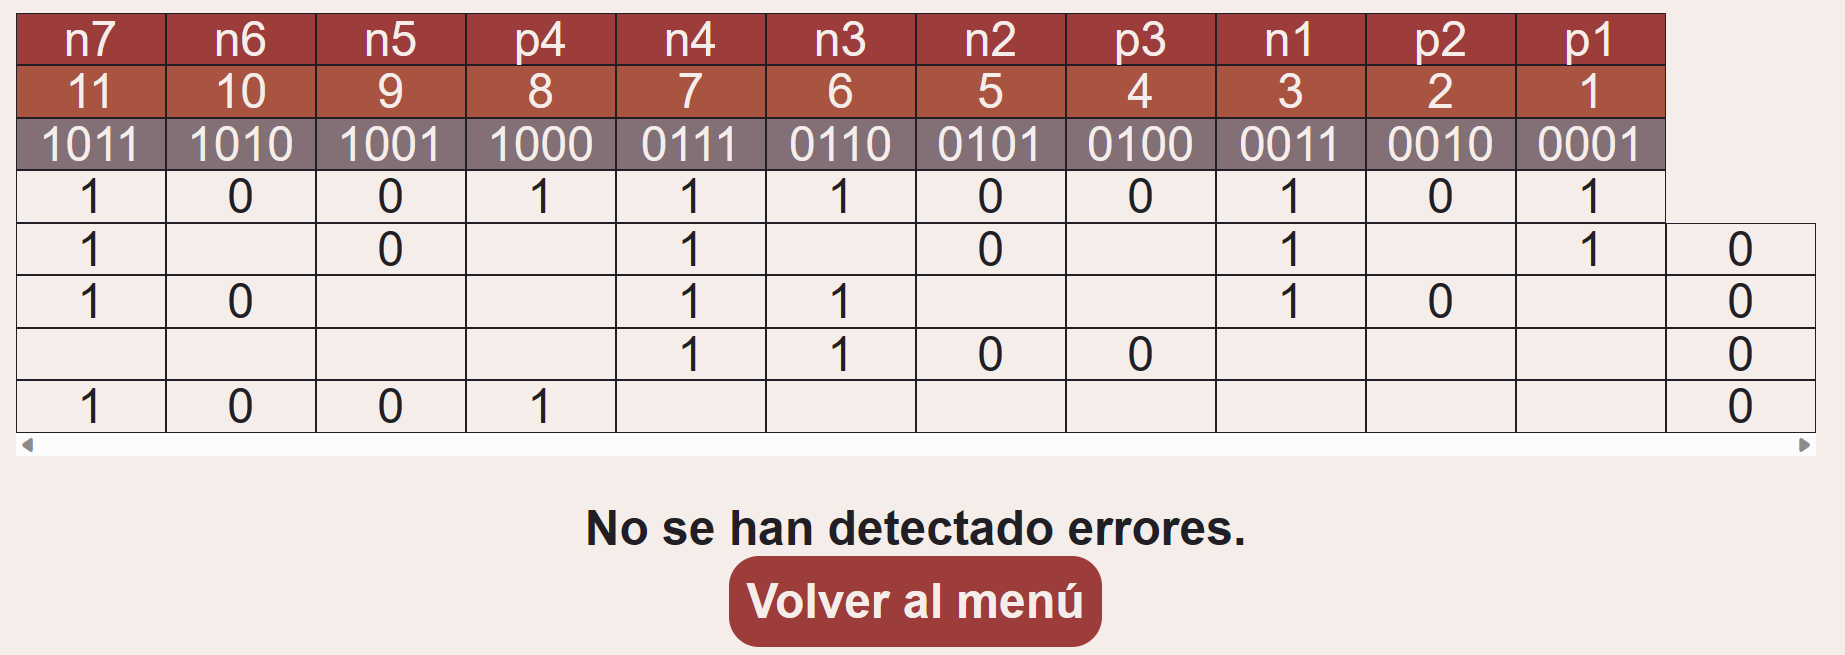 n7 n6 n5 p4 n4 n3 n2 p3 n1 p2 p1
11 10 9 8 7 6 5 4 3 2 1
1011 1010 1001 1000 0111 0110 0101 0100 0011 0010 0001
1 0 0 1 1 1 0 0 1 0 1
1 0 1 0 1 1 0
1 0 1 1 1 0 0
1 1 0 0 0
1 0 0 1 0
No se han detectado errores.
Volver al menú